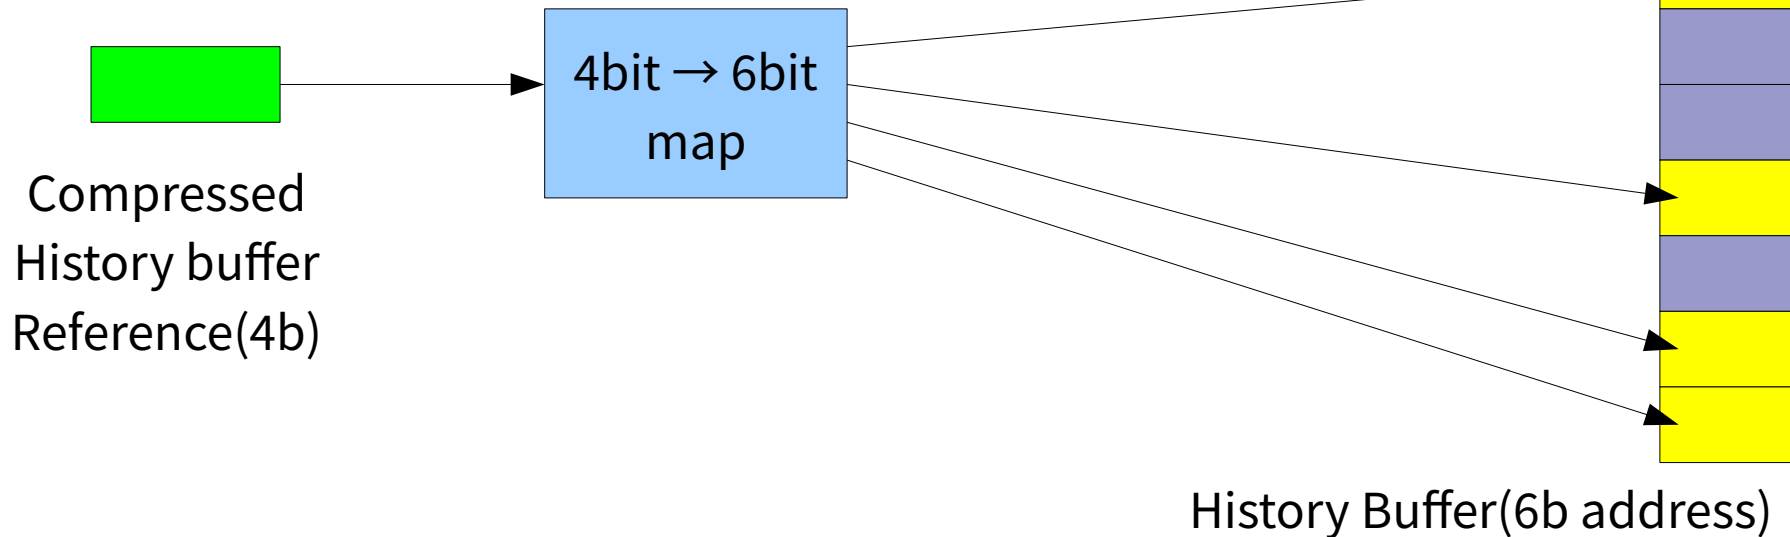 4bit → 6bit
map
Compressed
History buffer
Reference(4b)
History Buffer(6b address)